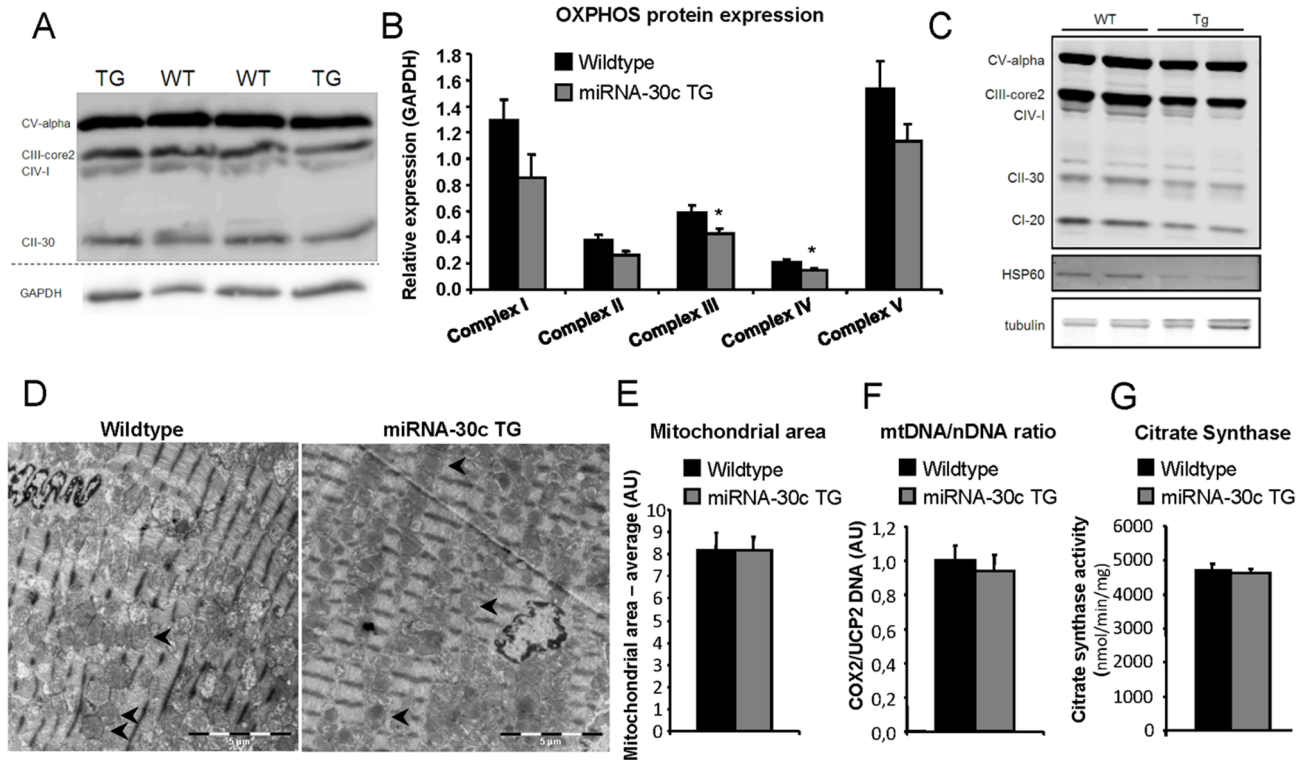 A
TG WT WT TG
CV-alpha
CIII-core2
CIV-I
CII-30
GAPDH
B
OXPHOS protein expression
Wildtype
miRNA-30c TG
Relative expression (GAPDH)
1.8
1.6
1.4
1.2
1.0
0.8
0.6
0.4
0.2
0.0
*
*
Complex I
Complex II
Complex III
Complex IV
Complex V
C
WT Tg
CV-alpha
CIII-core2
CIV-I
CII-30
CI-20
HSP60
tubulin
D
Wildtype
5 µm
miRNA-30c TG
5 µm
E
Mitochondrial area
Wildtype
miRNA-30c TG
Mitochondrial area – average (AU)
10
9
8
7
6
5
4
3
2
1
0
F
mtDNA/nDNA ratio
Wildtype
miRNA-30c TG
COX2/UCP2 DNA (AU)
1,2
1,0
0,8
0,6
0,4
0,2
0,0
G
Citrate Synthase
Wildtype
miRNA-30c TG
Citrate synthase activity
(nmol/min/mg)
6000
5000
4000
3000
2000
1000
0